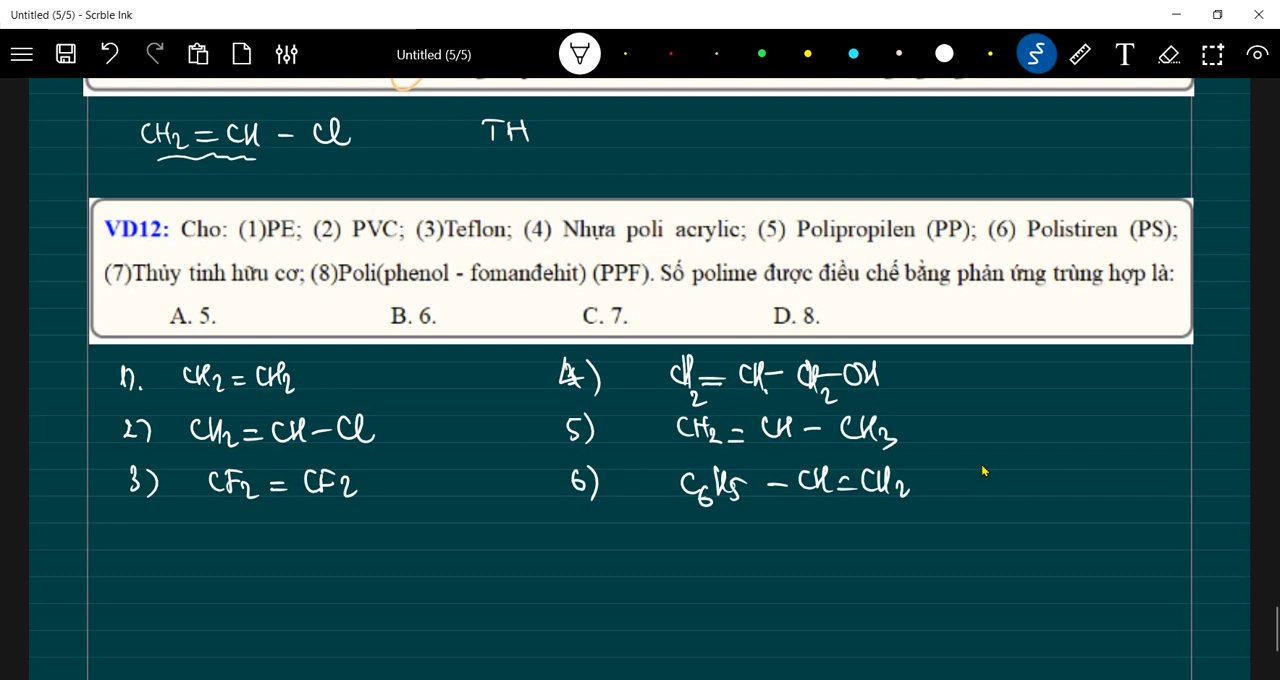 Untitled (5/5) - Scrble Ink
Untitled (5/5)
T
CH2 = CH - Cl TH
VD12: Cho: (1)PE; (2) PVC; (3)Teflon; (4) Nhựa poli acrylic; (5) Polipropilen (PP); (6) Polistiren (PS);
(7)Thủy tinh hữu cơ; (8)Poli(phenol - fomanđehit) (PPF). Số polime được điều chế bằng phản ứng trùng hợp là:
A. 5. B. 6. C. 7. D. 8.
1). CH2 = CH2 4) CH2 = CH - CH2 - OH
2) CH2 = CH - Cl 5) CH2 = CH - CH3
3) CF2 = CF2 6) C6H5 - CH = CH2